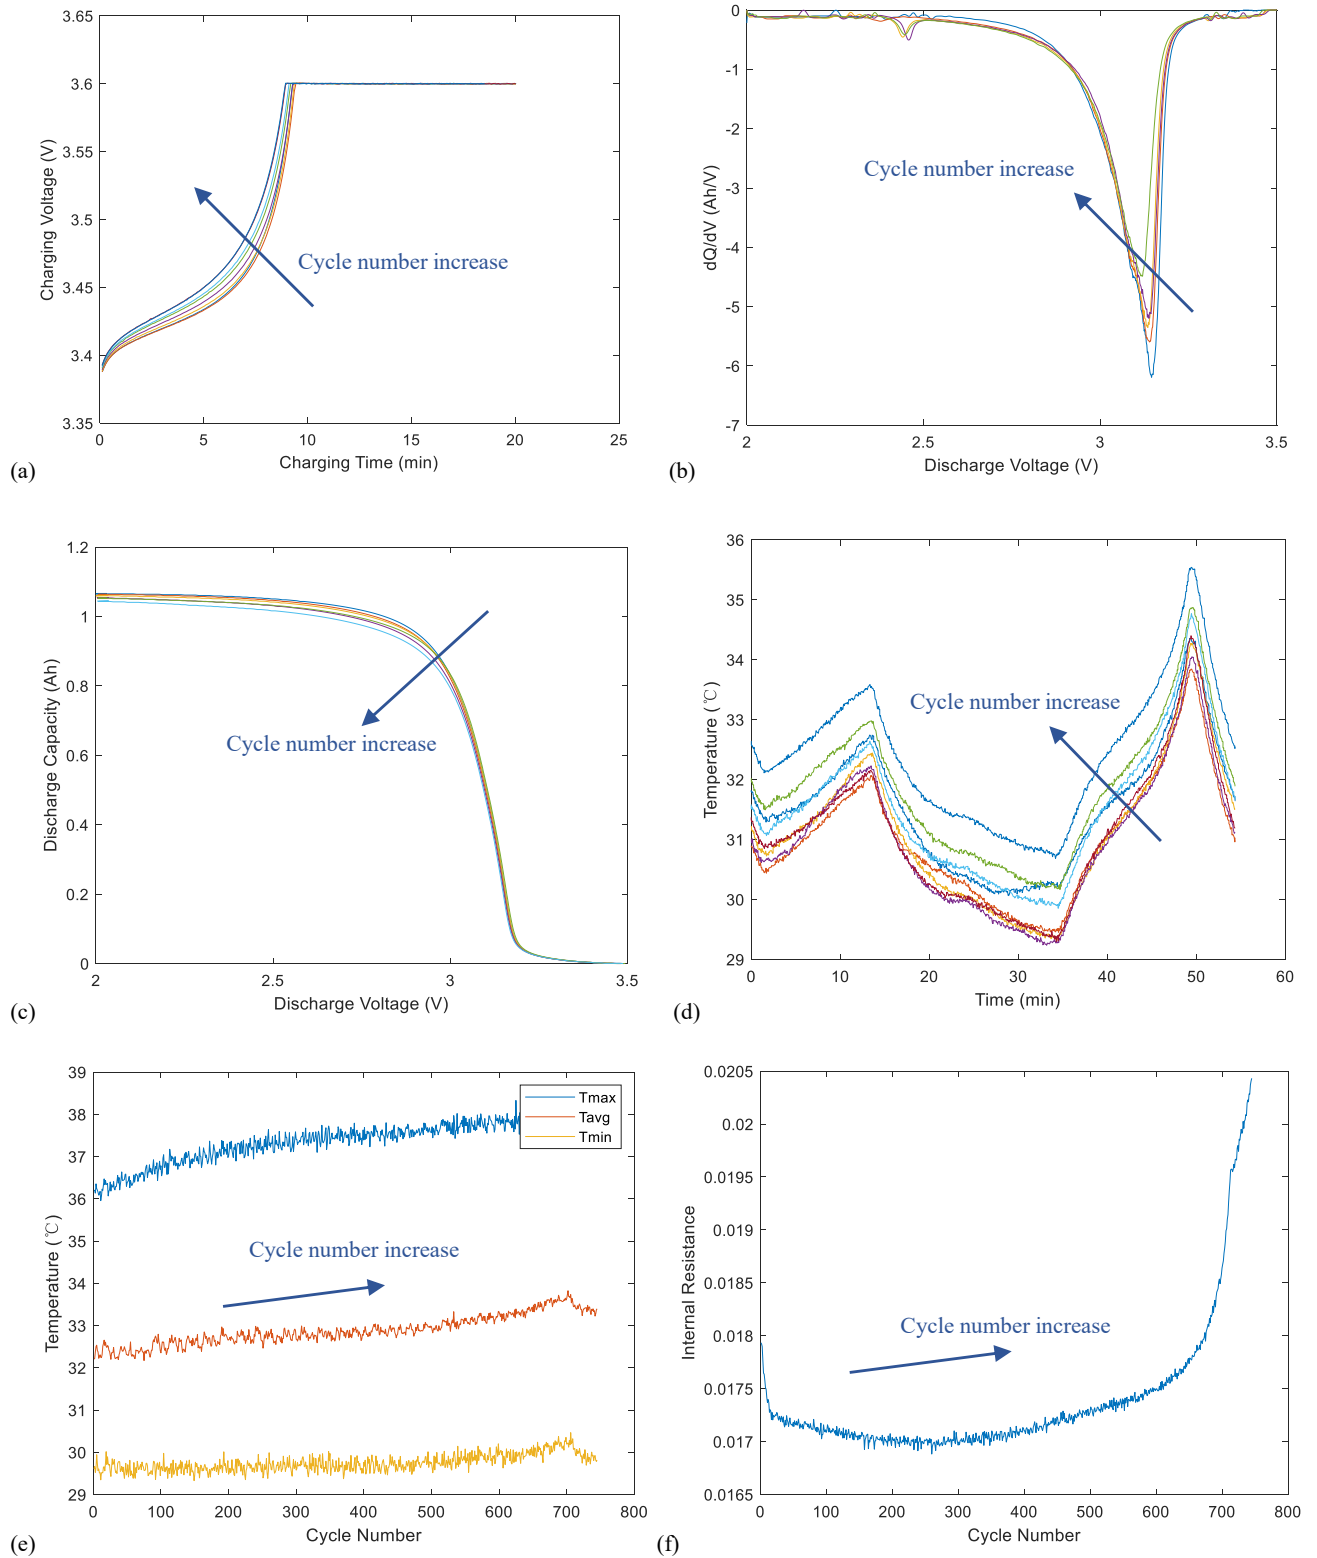 3.65
3.6
3.55
3.5
3.45
3.4
3.35
Charging Voltage (V)
Cycle number increase
0 5 10 15 20 25
Charging Time (min)
(a)
0
-1
-2
-3
-4
-5
-6
-7
dQ/dV (Ah/V)
Cycle number increase
2 2.5 3 3.5
Discharge Voltage (V)
(b)
1.2
1
0.8
0.6
0.4
0.2
0
Discharge Capacity (Ah)
Cycle number increase
2 2.5 3 3.5
Discharge Voltage (V)
(c)
36
35
34
33
32
31
30
29
Temperature (℃)
Cycle number increase
0 10 20 30 40 50 60
Time (min)
(d)
39
38
37
36
35
34
33
32
31
30
29
Temperature (℃)
Tmax
Tavg
Tmin
Cycle number increase
0 100 200 300 400 500 600 700 800
Cycle Number
(e)
0.0205
0.02
0.0195
0.019
0.0185
0.018
0.0175
0.017
0.0165
Internal Resistance
Cycle number increase
0 100 200 300 400 500 600 700 800
Cycle Number
(f)